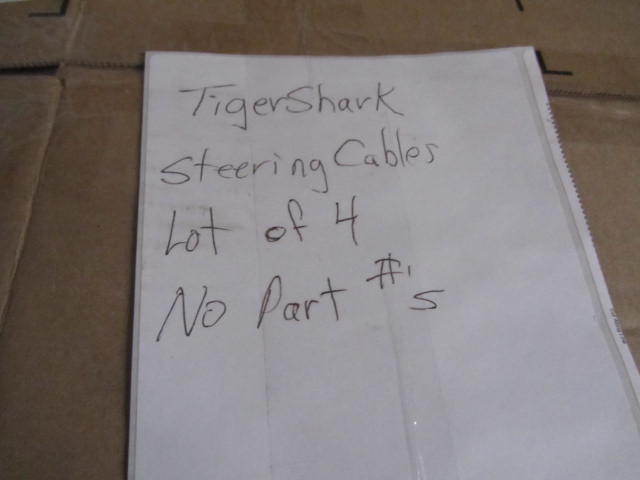 TigerShark
Steering Cables
Lot of 4
No Part #'s